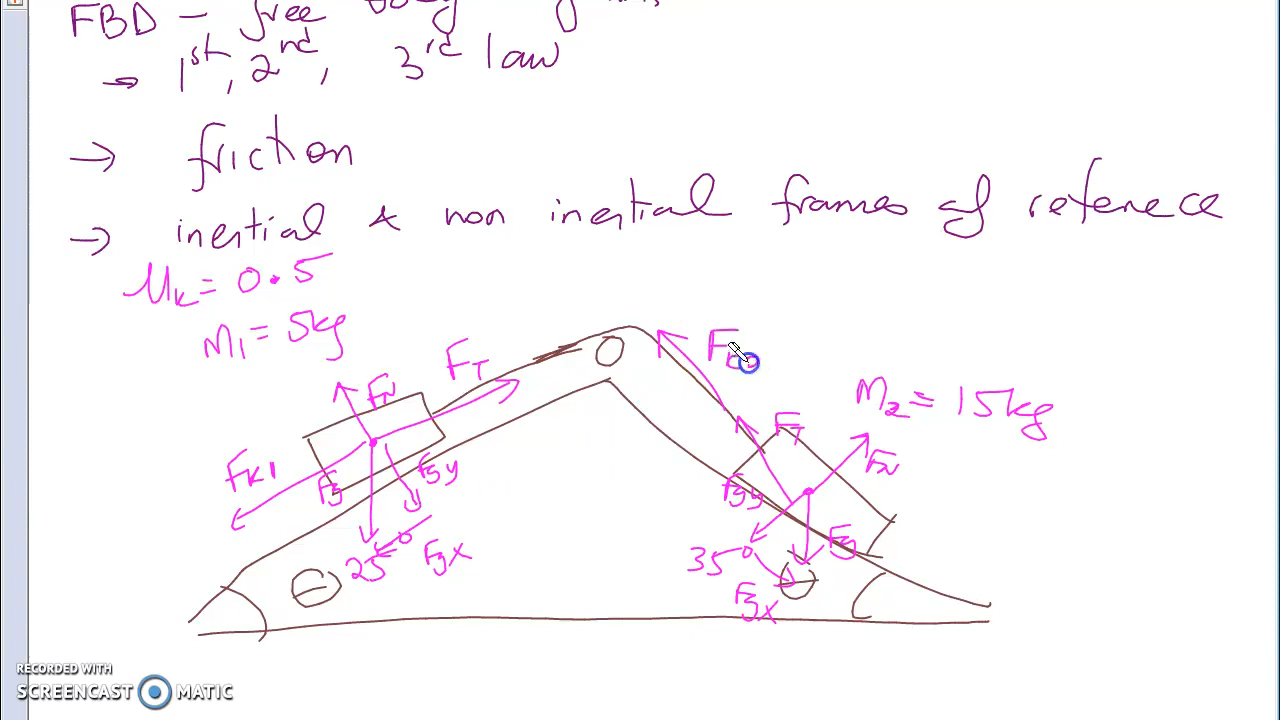 FBD – free
→ 1st, 2nd, 3rd law
→ friction
→ inertial & non inertial frames of referece
μk = 0.5
m1 = 5kg
FT
FN
FK1
Fg
Fgy
25°
Fgx
θ
F
m2 = 15kg
FT
FN
Fgy
Fg
35°
θ
Fgx
RECORDED WITH
SCREENCAST MATIC